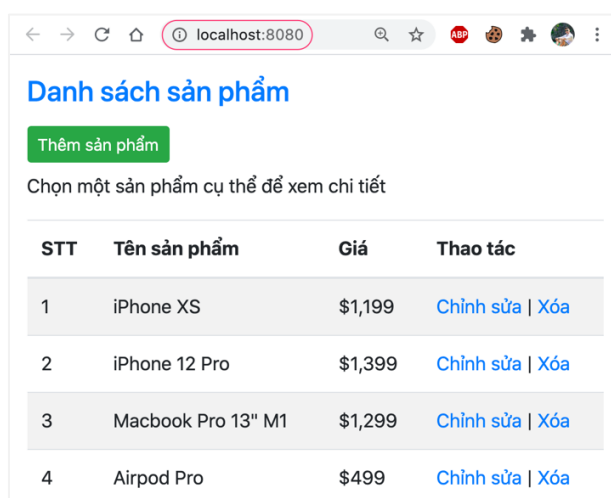 localhost:8080
ABP
Danh sách sản phẩm
Thêm sản phẩm
Chọn một sản phẩm cụ thể để xem chi tiết
STT Tên sản phẩm Giá Thao tác
1 iPhone XS $1,199 Chỉnh sửa | Xóa
2 iPhone 12 Pro $1,399 Chỉnh sửa | Xóa
3 Macbook Pro 13" M1 $1,299 Chỉnh sửa | Xóa
4 Airpod Pro $499 Chỉnh sửa | Xóa